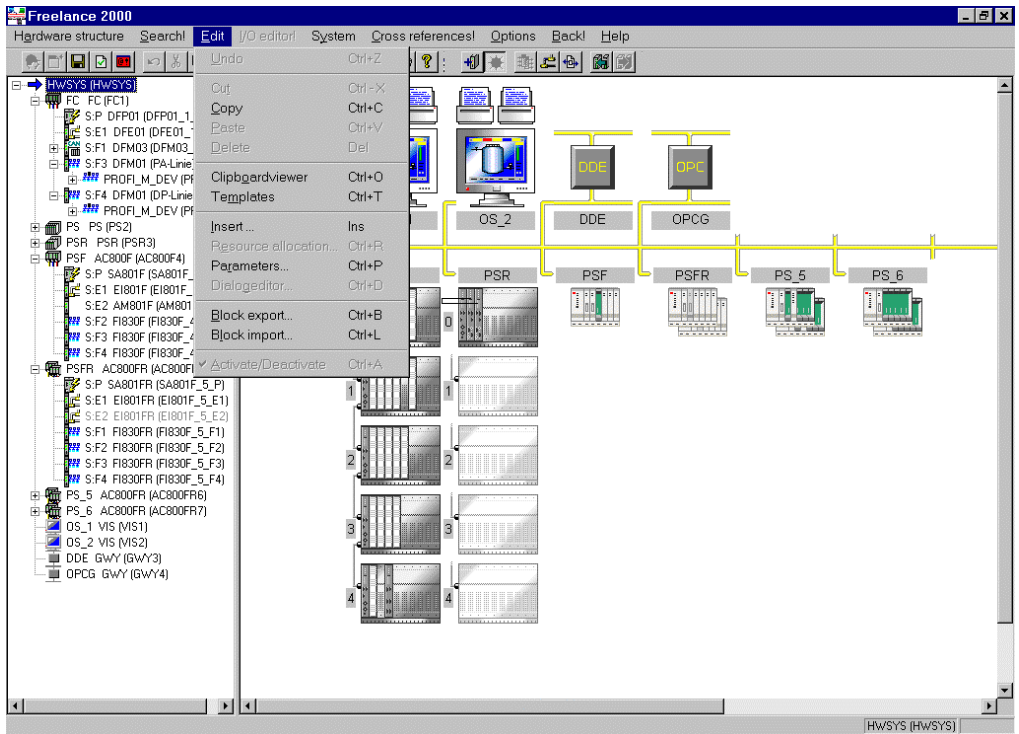 Freelance 2000
Hardware structure Search! Edit I/O editor! System Cross references! Options Back! Help
Undo Ctrl+Z
Cut Ctrl-X
Copy Ctrl+C
Paste Ctrl+V
Delete Del
Clipboardviewer Ctrl+O
Templates Ctrl+T
Insert... Ins
Resource allocation... Ctrl+R
Parameters... Ctrl+P
Dialogeditor... Ctrl+D
Block export... Ctrl+B
Block import... Ctrl+L
Activate/Deactivate Ctrl+A
HWSYS (HWSYS)
FC FC (FC1)
S:P DFP01 (DFP01_1_
S:E1 DFE01 (DFE01_
S:F1 DFM03 (DFM03_
S:F3 DFM01 (PA-Linie
PROFI_M_DEV (PF
S:F4 DFM01 (DP-Linie
PROFI_M_DEV (PF
PS PS (PS2)
PSR PSR (PSR3)
PSF AC800F (AC800F4)
S:P SA801F (SA801F_
S:E1 EI801F (EI801F_
S:E2 AM801F (AM801
S:F2 FI830F (FI830F_4
S:F3 FI830F (FI830F_4
S:F4 FI830F (FI830F_4
PSFR AC800FR (AC800F
S:P SA801FR (SA801F_5_P)
S:E1 EI801FR (EI801F_5_E1)
S:E2 EI801FR (EI801F_5_E2)
S:F1 FI830FR (FI830F_5_F1)
S:F2 FI830FR (FI830F_5_F2)
S:F3 FI830FR (FI830F_5_F3)
S:F4 FI830FR (FI830F_5_F4)
PS_5 AC800FR (AC800FR6)
PS_6 AC800FR (AC800FR7)
OS_1 VIS (VIS1)
OS_2 VIS (VIS2)
DDE GWY (GWY3)
OPCG GWY (GWY4)
DDE OPC
OS_2 DDE OPCG
PSR PSF PSFR PS_5 PS_6
0
1 1
2 2
3 3
4 4
HWSYS (HWSYS)